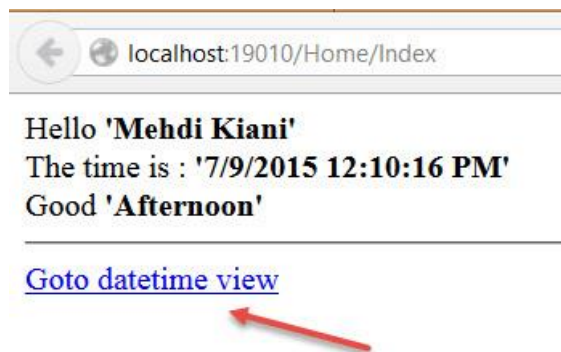 localhost:19010/Home/Index
Hello 'Mehdi Kiani'
The time is : '7/9/2015 12:10:16 PM'
Good 'Afternoon'
Goto datetime view